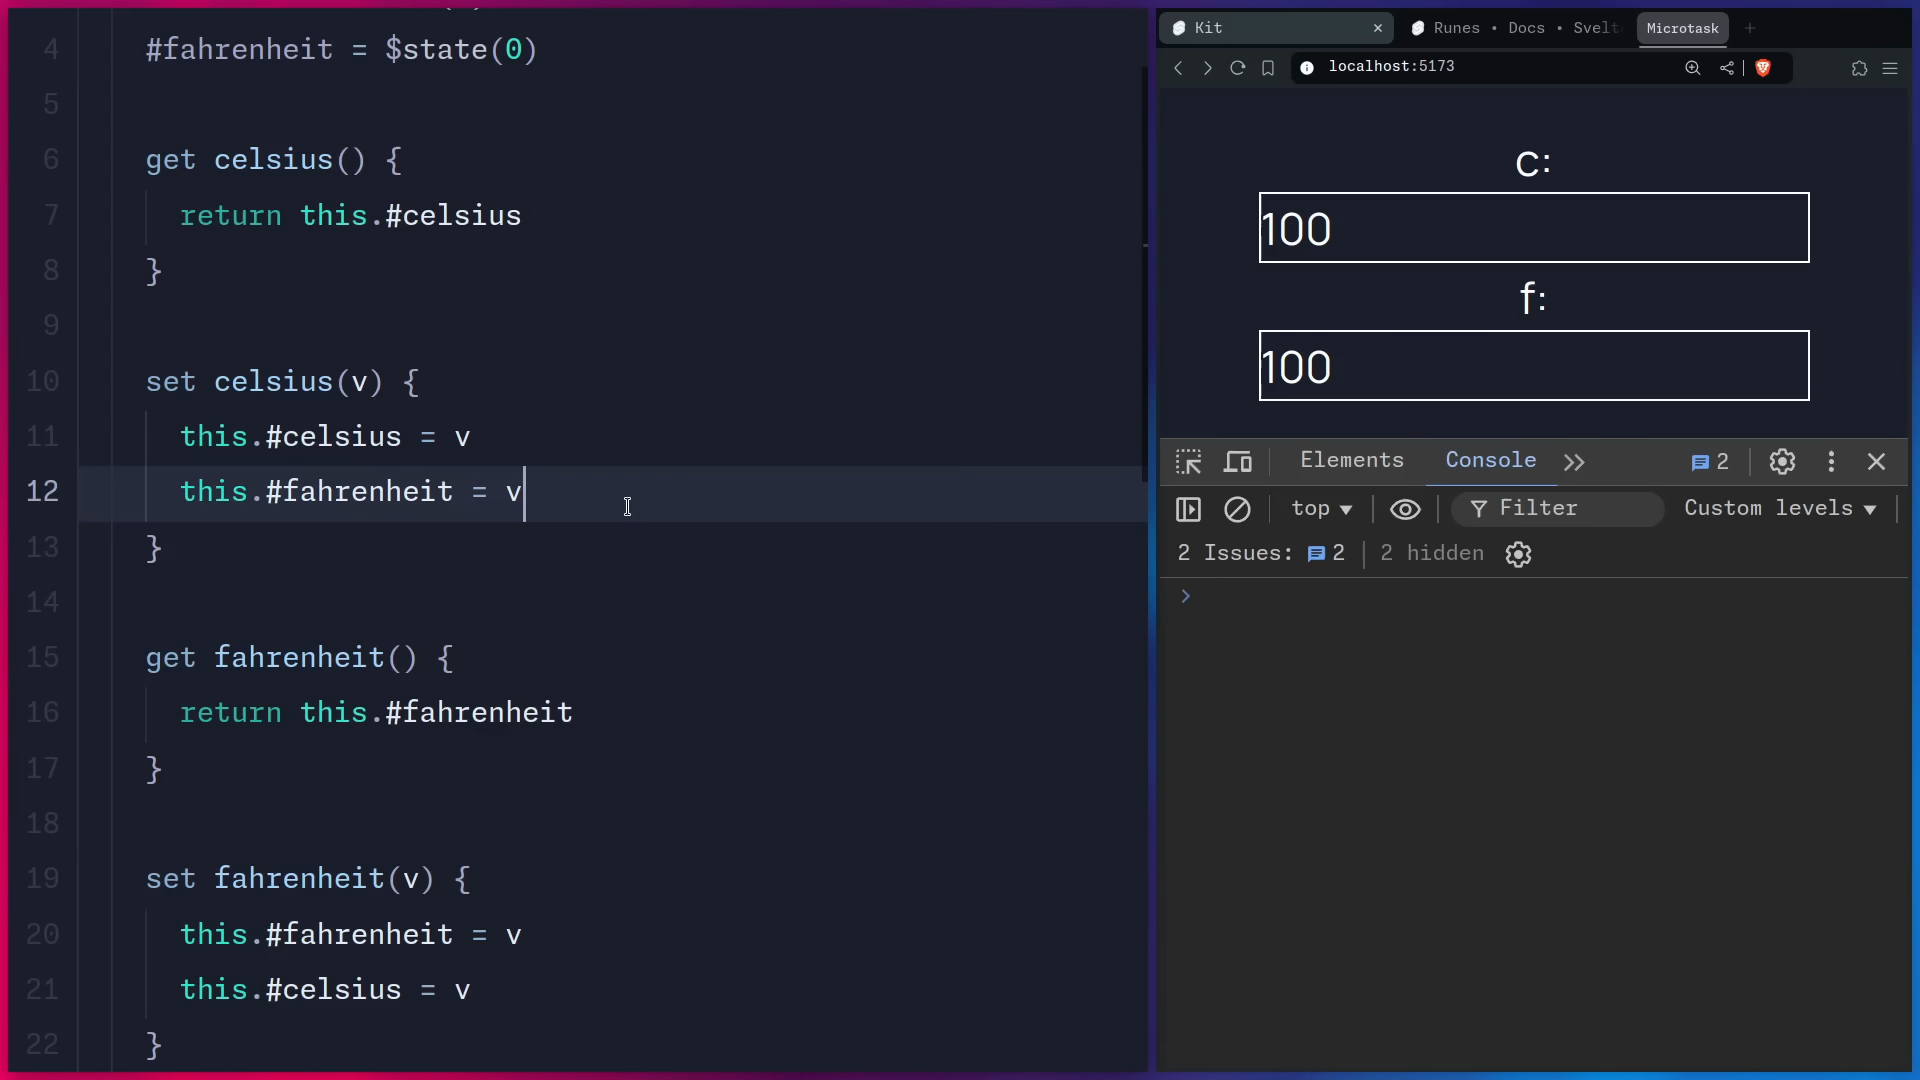 4 #fahrenheit = $state(0)
5
6 get celsius() {
7 return this.#celsius
8 }
9
10 set celsius(v) {
11 this.#celsius = v
12 this.#fahrenheit = v
13 }
14
15 get fahrenheit() {
16 return this.#fahrenheit
17 }
18
19 set fahrenheit(v) {
20 this.#fahrenheit = v
21 this.#celsius = v
22 }
Kit
Runes • Docs • Svelt
Microtask
localhost:5173
C:
100
f:
100
Elements Console 2
top Filter Custom levels
2 Issues: 2 2 hidden